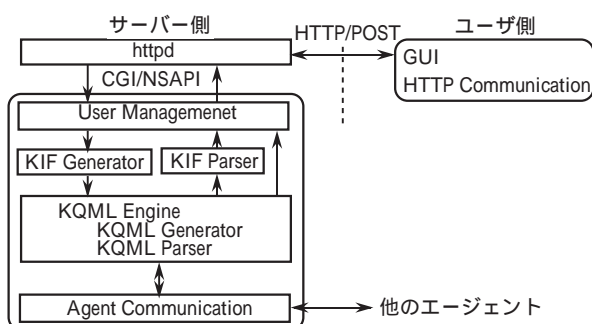 サーバー側
httpd
HTTP/POST
ユーザ側
GUI
HTTP Communication
CGI/NSAPI
User Managemenet
KIF Generator
KIF Parser
KQML Engine
KQML Generator
KQML Parser
Agent Communication
他のエージェント